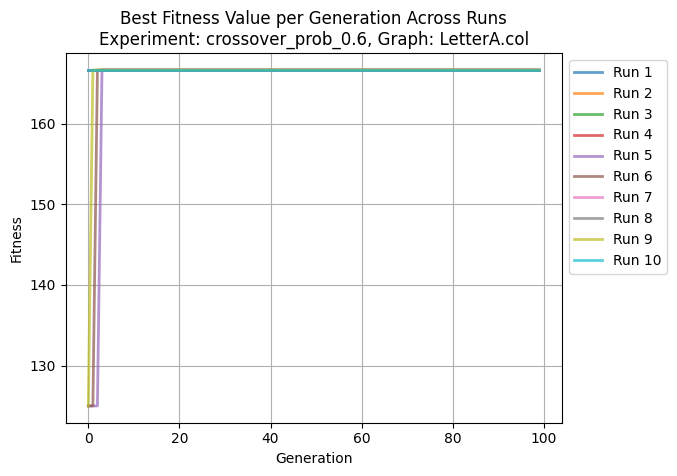 Best Fitness Value per Generation Across Runs
Experiment: crossover_prob_0.6, Graph: LetterA.col
Fitness
160
150
140
130
0 20 40 60 80 100
Generation
Run 1
Run 2
Run 3
Run 4
Run 5
Run 6
Run 7
Run 8
Run 9
Run 10